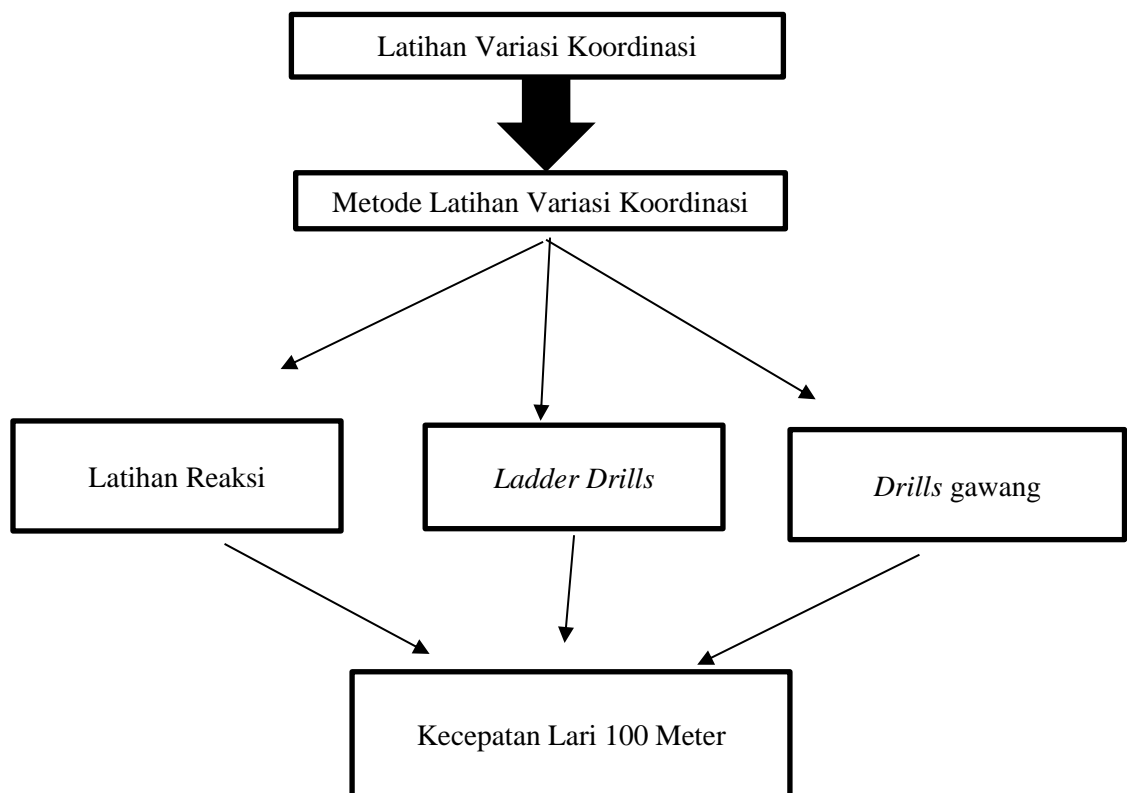 Latihan Variasi Koordinasi
Metode Latihan Variasi Koordinasi
Latihan Reaksi
Ladder Drills
Drills gawang
Kecepatan Lari 100 Meter